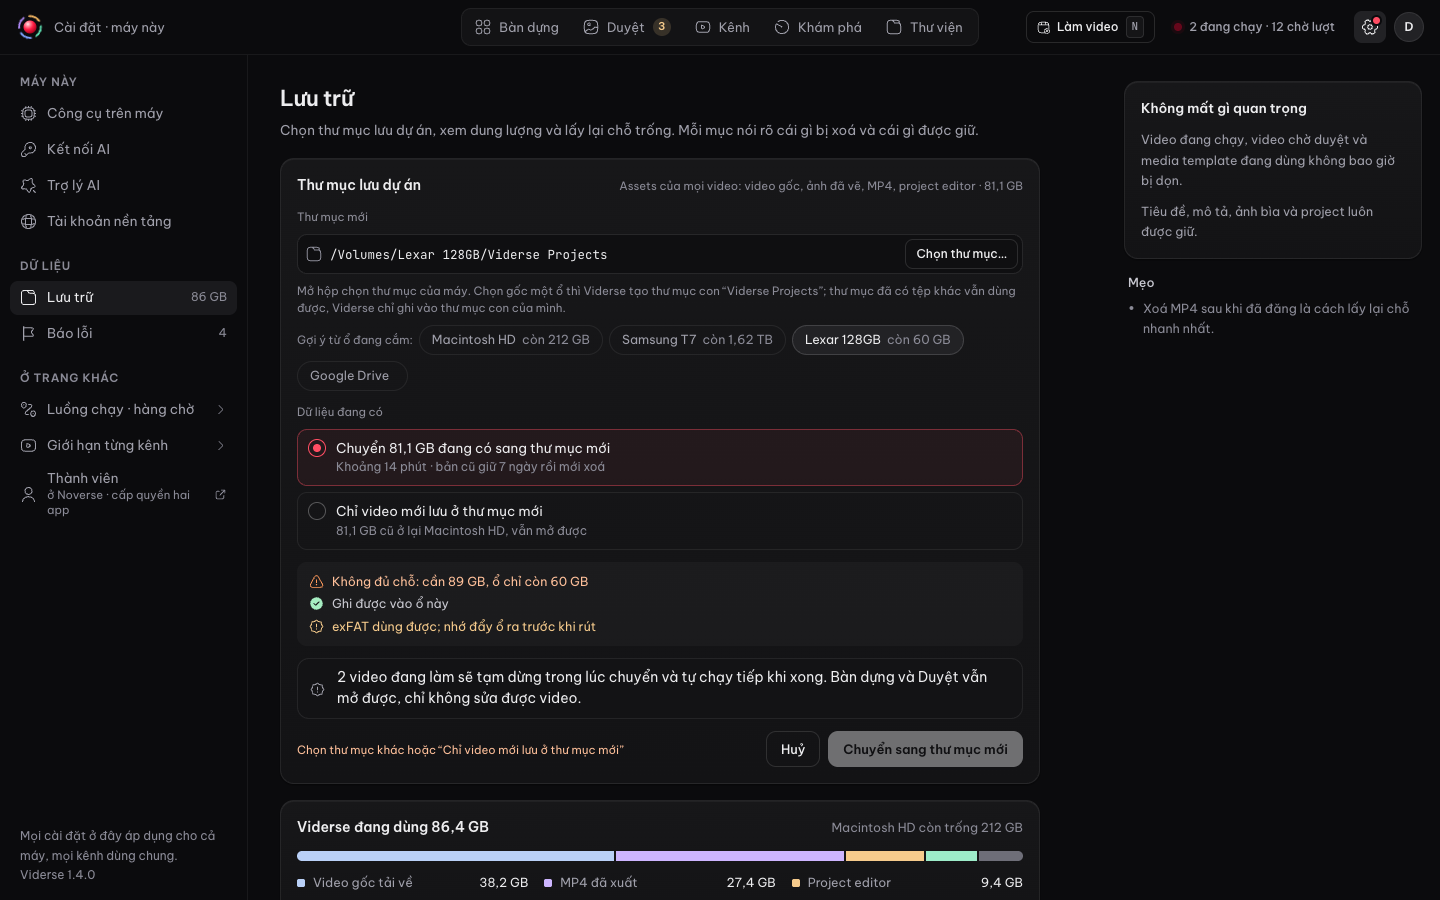 Cài đặt · máy này
Bàn dựng
Duyệt 3
Kênh
Khám phá
Thư viện
Làm video N
2 đang chạy · 12 chờ lượt
D
MÁY NÀY
Công cụ trên máy
Kết nối AI
Trợ lý AI
Tài khoản nền tảng
DỮ LIỆU
Lưu trữ 86 GB
Báo lỗi 4
Ở TRANG KHÁC
Luồng chạy · hàng chờ
Giới hạn từng kênh
Thành viên
ở Noverse · cấp quyền hai
app
Mọi cài đặt ở đây áp dụng cho cả
máy, mọi kênh dùng chung.
Viderse 1.4.0
Lưu trữ
Chọn thư mục lưu dự án, xem dung lượng và lấy lại chỗ trống. Mỗi mục nói rõ cái gì bị xoá và cái gì được giữ.
Thư mục lưu dự án
Assets của mọi video: video gốc, ảnh đã vẽ, MP4, project editor · 81,1 GB
Thư mục mới
/Volumes/Lexar 128GB/Viderse Projects
Chọn thư mục...
Mở hộp chọn thư mục của máy. Chọn gốc một ổ thì Viderse tạo thư mục con “Viderse Projects”; thư mục đã có tệp khác vẫn dùng
được, Viderse chỉ ghi vào thư mục con của mình.
Gợi ý từ ổ đang cắm: Macintosh HD còn 212 GB Samsung T7 còn 1,62 TB Lexar 128GB còn 60 GB
Google Drive
Dữ liệu đang có
Chuyển 81,1 GB đang có sang thư mục mới
Khoảng 14 phút · bản cũ giữ 7 ngày rồi mới xoá
Chỉ video mới lưu ở thư mục mới
81,1 GB cũ ở lại Macintosh HD, vẫn mở được
Không đủ chỗ: cần 89 GB, ổ chỉ còn 60 GB
Ghi được vào ổ này
exFAT dùng được; nhớ đẩy ổ ra trước khi rút
2 video đang làm sẽ tạm dừng trong lúc chuyển và tự chạy tiếp khi xong. Bàn dựng và Duyệt vẫn
mở được, chỉ không sửa được video.
Chọn thư mục khác hoặc “Chỉ video mới lưu ở thư mục mới”
Huỷ
Chuyển sang thư mục mới
Viderse đang dùng 86,4 GB
Macintosh HD còn trống 212 GB
Video gốc tải về 38,2 GB
MP4 đã xuất 27,4 GB
Project editor 9,4 GB
Không mất gì quan trọng
Video đang chạy, video chờ duyệt và
media template đang dùng không bao giờ
bị dọn.
Tiêu đề, mô tả, ảnh bìa và project luôn
được giữ.
Mẹo
• Xoá MP4 sau khi đã đăng là cách lấy lại chỗ
nhanh nhất.